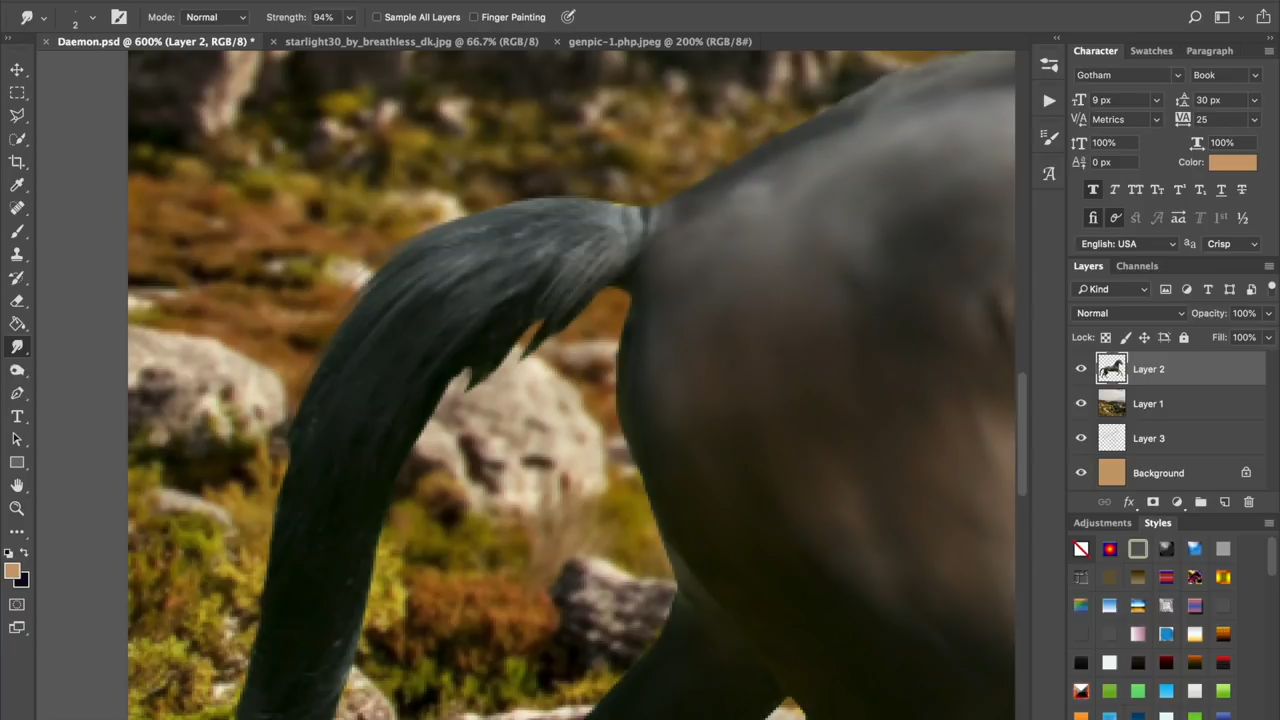 2 Mode: Normal Strength: 94% Sample All Layers Finger Painting
Daemon.psd @ 600% (Layer 2, RGB/8) * starlight30_by_breathless_dk.jpg @ 66.7% (RGB/8) genpic-1.php.jpeg @ 200% (RGB/8#)
Character Swatches Paragraph
Gotham Book
9 px 30 px
Metrics 25
100% 100%
0 px Color:
English: USA Crisp
Layers Channels
Kind
Normal Opacity: 100%
Lock: Fill: 100%
Layer 2
Layer 1
Layer 3
Background
Adjustments Styles